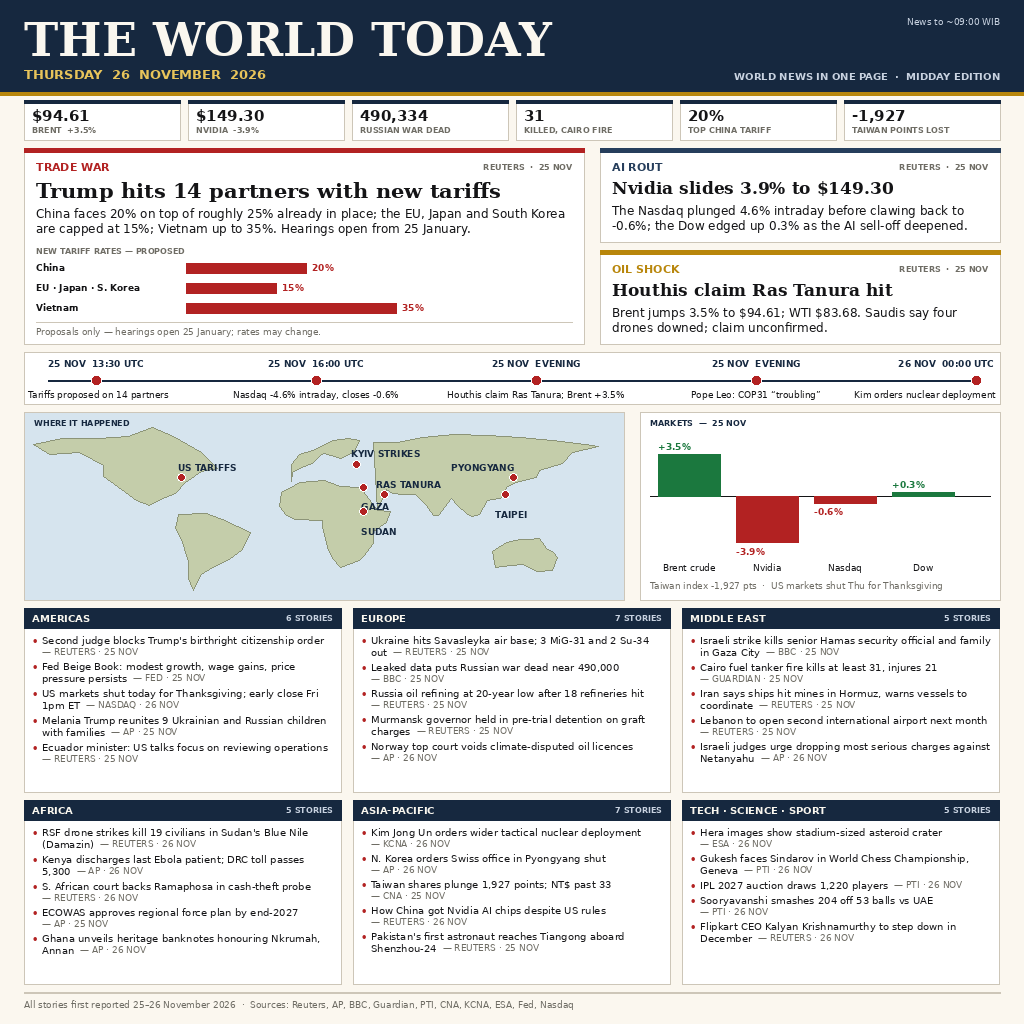 THE WORLD TODAY
News to ~09:00 WIB
THURSDAY 26 NOVEMBER 2026
WORLD NEWS IN ONE PAGE · MIDDAY EDITION
$94.61
BRENT +3.5%
$149.30
NVIDIA -3.9%
490,334
RUSSIAN WAR DEAD
31
KILLED, CAIRO FIRE
20%
TOP CHINA TARIFF
-1,927
TAIWAN POINTS LOST
TRADE WAR
REUTERS · 25 NOV
Trump hits 14 partners with new tariffs
China faces 20% on top of roughly 25% already in place; the EU, Japan and South Korea
are capped at 15%; Vietnam up to 35%. Hearings open from 25 January.
NEW TARIFF RATES — PROPOSED
China
20%
EU · Japan · S. Korea
15%
Vietnam
35%
Proposals only — hearings open 25 January; rates may change.
AI ROUT
REUTERS · 25 NOV
Nvidia slides 3.9% to $149.30
The Nasdaq plunged 4.6% intraday before clawing back to
-0.6%; the Dow edged up 0.3% as the AI sell-off deepened.
OIL SHOCK
REUTERS · 25 NOV
Houthis claim Ras Tanura hit
Brent jumps 3.5% to $94.61; WTI $83.68. Saudis say four
drones downed; claim unconfirmed.
25 NOV 13:30 UTC
Tariffs proposed on 14 partners
25 NOV 16:00 UTC
Nasdaq -4.6% intraday, closes -0.6%
25 NOV EVENING
Houthis claim Ras Tanura; Brent +3.5%
25 NOV EVENING
Pope Leo: COP31 “troubling”
26 NOV 00:00 UTC
Kim orders nuclear deployment
WHERE IT HAPPENED
US TARIFFS
KYIV STRIKES
RAS TANURA
PYONGYANG
GAZA
TAIPEI
SUDAN
MARKETS — 25 NOV
+3.5%
-3.9%
-0.6%
+0.3%
Brent crude
Nvidia
Nasdaq
Dow
Taiwan index -1,927 pts · US markets shut Thu for Thanksgiving
AMERICAS
6 STORIES
• Second judge blocks Trump's birthright citizenship order
— REUTERS · 25 NOV
• Fed Beige Book: modest growth, wage gains, price
pressure persists — FED · 25 NOV
• US markets shut today for Thanksgiving; early close Fri
1pm ET — NASDAQ · 26 NOV
• Melania Trump reunites 9 Ukrainian and Russian children
with families — AP · 25 NOV
• Ecuador minister: US talks focus on reviewing operations
— REUTERS · 25 NOV
EUROPE
7 STORIES
• Ukraine hits Savasleyka air base; 3 MiG-31 and 2 Su-34
out — REUTERS · 25 NOV
• Leaked data puts Russian war dead near 490,000
— BBC · 25 NOV
• Russia oil refining at 20-year low after 18 refineries hit
— REUTERS · 25 NOV
• Murmansk governor held in pre-trial detention on graft
charges — REUTERS · 25 NOV
• Norway top court voids climate-disputed oil licences
— AP · 26 NOV
MIDDLE EAST
5 STORIES
• Israeli strike kills senior Hamas security official and family
in Gaza City — BBC · 25 NOV
• Cairo fuel tanker fire kills at least 31, injures 21
— GUARDIAN · 25 NOV
• Iran says ships hit mines in Hormuz, warns vessels to
coordinate — REUTERS · 25 NOV
• Lebanon to open second international airport next month
— REUTERS · 25 NOV
• Israeli judges urge dropping most serious charges against
Netanyahu — AP · 26 NOV
AFRICA
5 STORIES
• RSF drone strikes kill 19 civilians in Sudan's Blue Nile
(Damazin) — REUTERS · 26 NOV
• Kenya discharges last Ebola patient; DRC toll passes
5,300 — AP · 26 NOV
• S. African court backs Ramaphosa in cash-theft probe
— REUTERS · 26 NOV
• ECOWAS approves regional force plan by end-2027
— AP · 25 NOV
• Ghana unveils heritage banknotes honouring Nkrumah,
Annan — AP · 26 NOV
ASIA-PACIFIC
7 STORIES
• Kim Jong Un orders wider tactical nuclear deployment
— KCNA · 26 NOV
• N. Korea orders Swiss office in Pyongyang shut
— AP · 26 NOV
• Taiwan shares plunge 1,927 points; NT$ past 33
— CNA · 25 NOV
• How China got Nvidia AI chips despite US rules
— REUTERS · 26 NOV
• Pakistan's first astronaut reaches Tiangong aboard
Shenzhou-24 — REUTERS · 25 NOV
TECH · SCIENCE · SPORT
5 STORIES
• Hera images show stadium-sized asteroid crater
— ESA · 26 NOV
• Gukesh faces Sindarov in World Chess Championship,
Geneva — PTI · 26 NOV
• IPL 2027 auction draws 1,220 players — PTI · 26 NOV
• Sooryavanshi smashes 204 off 53 balls vs UAE
— PTI · 26 NOV
• Flipkart CEO Kalyan Krishnamurthy to step down in
December — REUTERS · 26 NOV
All stories first reported 25–26 November 2026 · Sources: Reuters, AP, BBC, Guardian, PTI, CNA, KCNA, ESA, Fed, Nasdaq